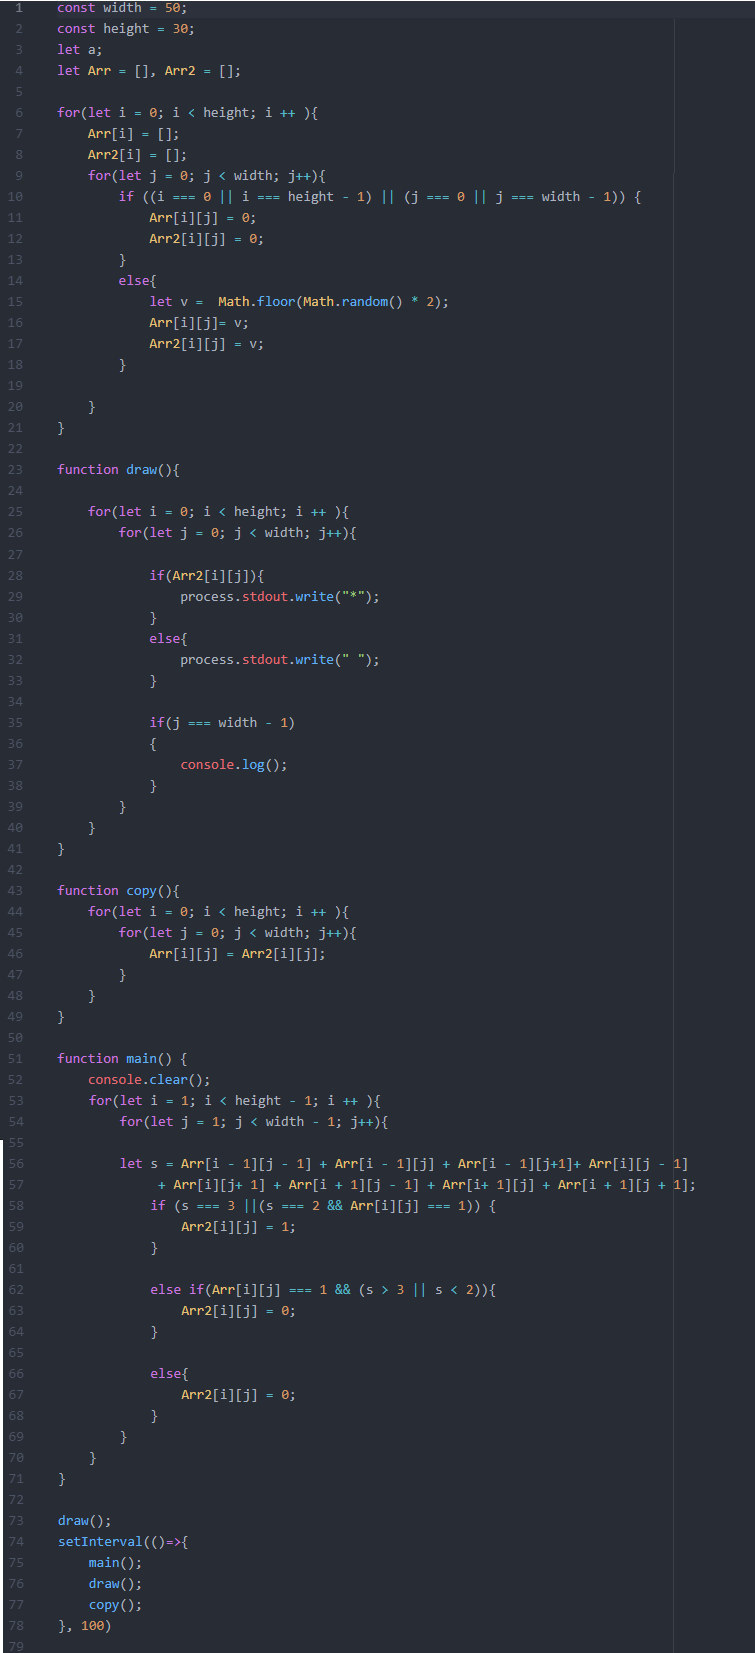 1 const width = 50;
2 const height = 30;
3 let a;
4 let Arr = [], Arr2 = [];
5
6 for(let i = 0; i < height; i ++ ){
7     Arr[i] = [];
8     Arr2[i] = [];
9     for(let j = 0; j < width; j++){
10         if ((i === 0 || i === height - 1) || (j === 0 || j === width - 1)) {
11             Arr[i][j] = 0;
12             Arr2[i][j] = 0;
13         }
14         else{
15             let v =  Math.floor(Math.random() * 2);
16             Arr[i][j]= v;
17             Arr2[i][j] = v;
18         }
19
20     }
21 }
22
23 function draw(){
24
25     for(let i = 0; i < height; i ++ ){
26         for(let j = 0; j < width; j++){
27
28             if(Arr2[i][j]){
29                 process.stdout.write("*");
30             }
31             else{
32                 process.stdout.write(" ");
33             }
34
35             if(j === width - 1)
36             {
37                 console.log();
38             }
39         }
40     }
41 }
42
43 function copy(){
44     for(let i = 0; i < height; i ++ ){
45         for(let j = 0; j < width; j++){
46             Arr[i][j] = Arr2[i][j];
47         }
48     }
49 }
50
51 function main() {
52     console.clear();
53     for(let i = 1; i < height - 1; i ++ ){
54         for(let j = 1; j < width - 1; j++){
55
56         let s = Arr[i - 1][j - 1] + Arr[i - 1][j] + Arr[i - 1][j+1]+ Arr[i][j - 1]
57              + Arr[i][j+ 1] + Arr[i + 1][j - 1] + Arr[i+ 1][j] + Arr[i + 1][j + 1];
58             if (s === 3 ||(s === 2 && Arr[i][j] === 1)) {
59                 Arr2[i][j] = 1;
60             }
61
62             else if(Arr[i][j] === 1 && (s > 3 || s < 2)){
63                 Arr2[i][j] = 0;
64             }
65
66             else{
67                 Arr2[i][j] = 0;
68             }
69         }
70     }
71 }
72
73 draw();
74 setInterval(()=>{
75     main();
76     draw();
77     copy();
78 }, 100)
79